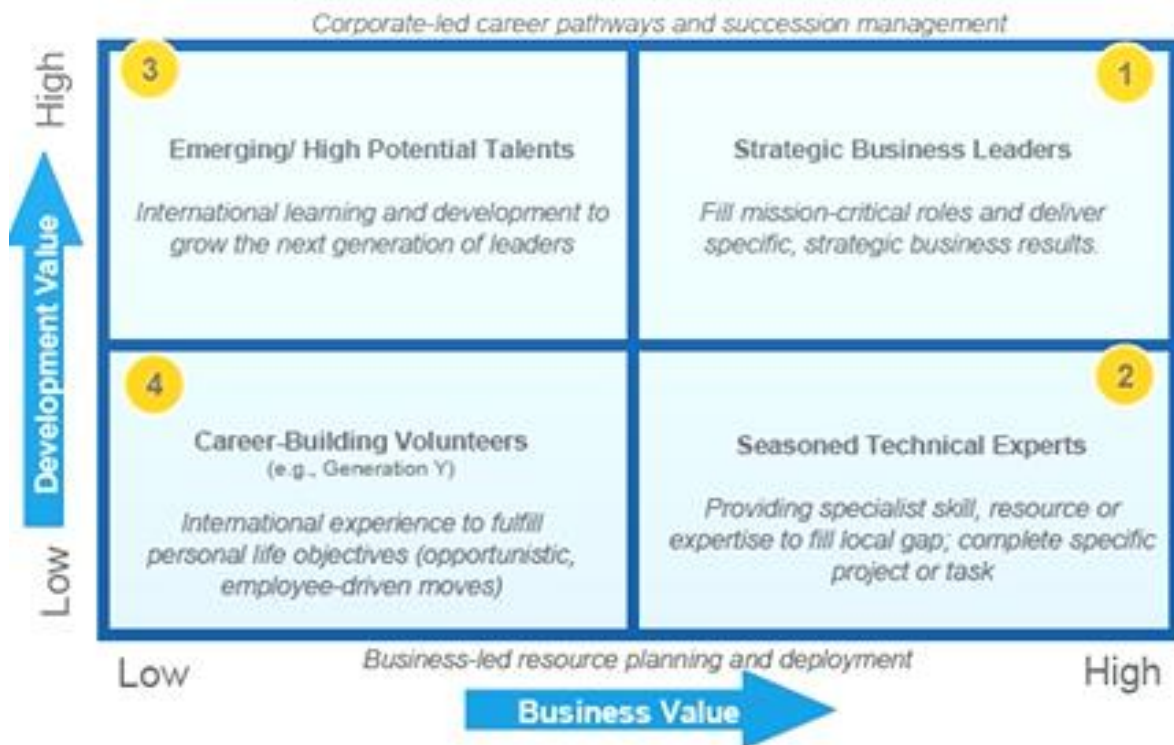 Corporate-led career pathways and succession management
High
3
Emerging/ High Potential Talents
International learning and development to
grow the next generation of leaders
1
Strategic Business Leaders
Fill mission-critical roles and deliver
specific, strategic business results.
Development Value
4
Career-Building Volunteers
(e.g., Generation Y)
International experience to fulfill
personal life objectives (opportunistic,
employee-driven moves)
2
Seasoned Technical Experts
Providing specialist skill, resource or
expertise to fill local gap; complete specific
project or task
Low
Low
Business-led resource planning and deployment
High
Business Value